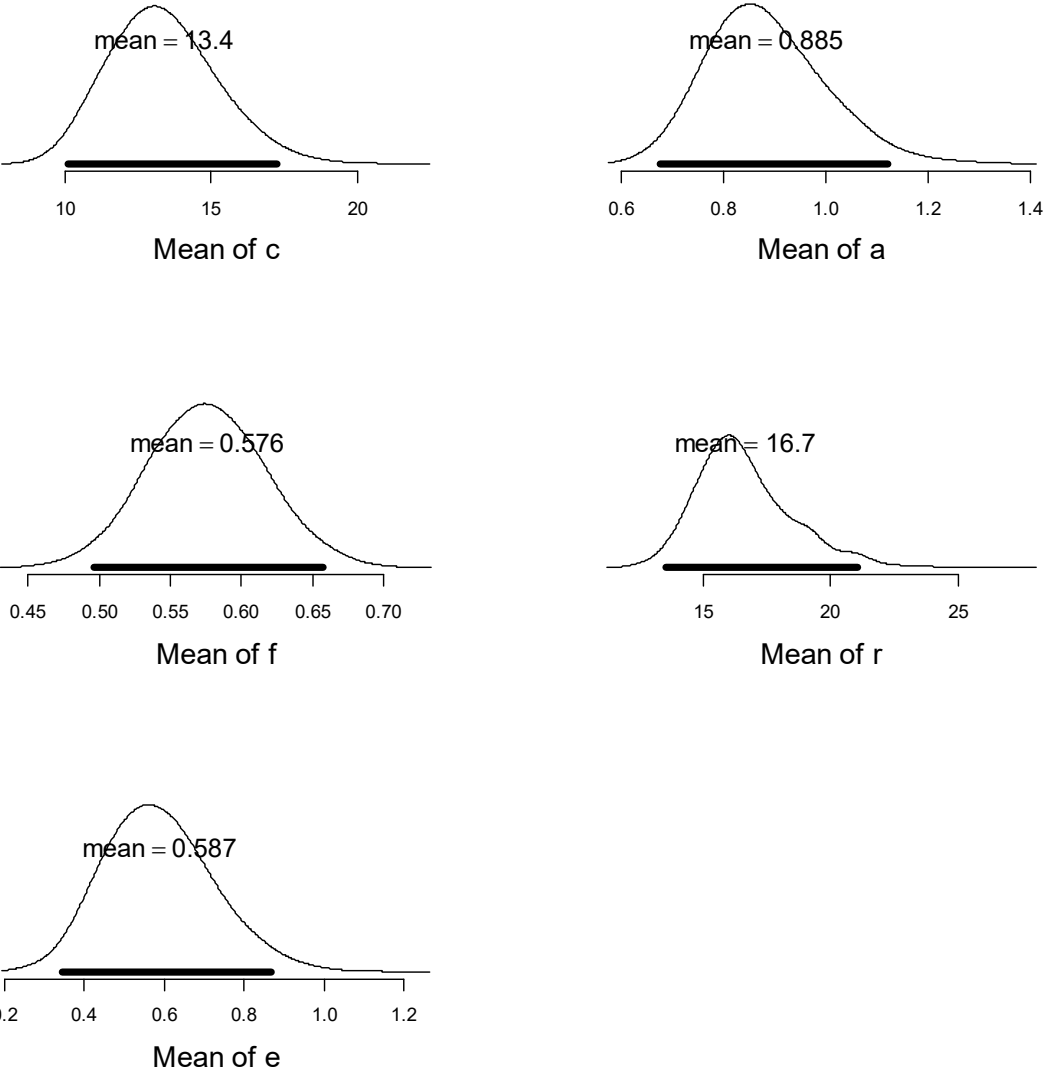 mean = 13.4
10 15 20
Mean of c
mean = 0.885
0.6 0.8 1.0 1.2 1.4
Mean of a
mean = 0.576
0.45 0.50 0.55 0.60 0.65 0.70
Mean of f
mean = 16.7
15 20 25
Mean of r
mean = 0.587
.2 0.4 0.6 0.8 1.0 1.2
Mean of e